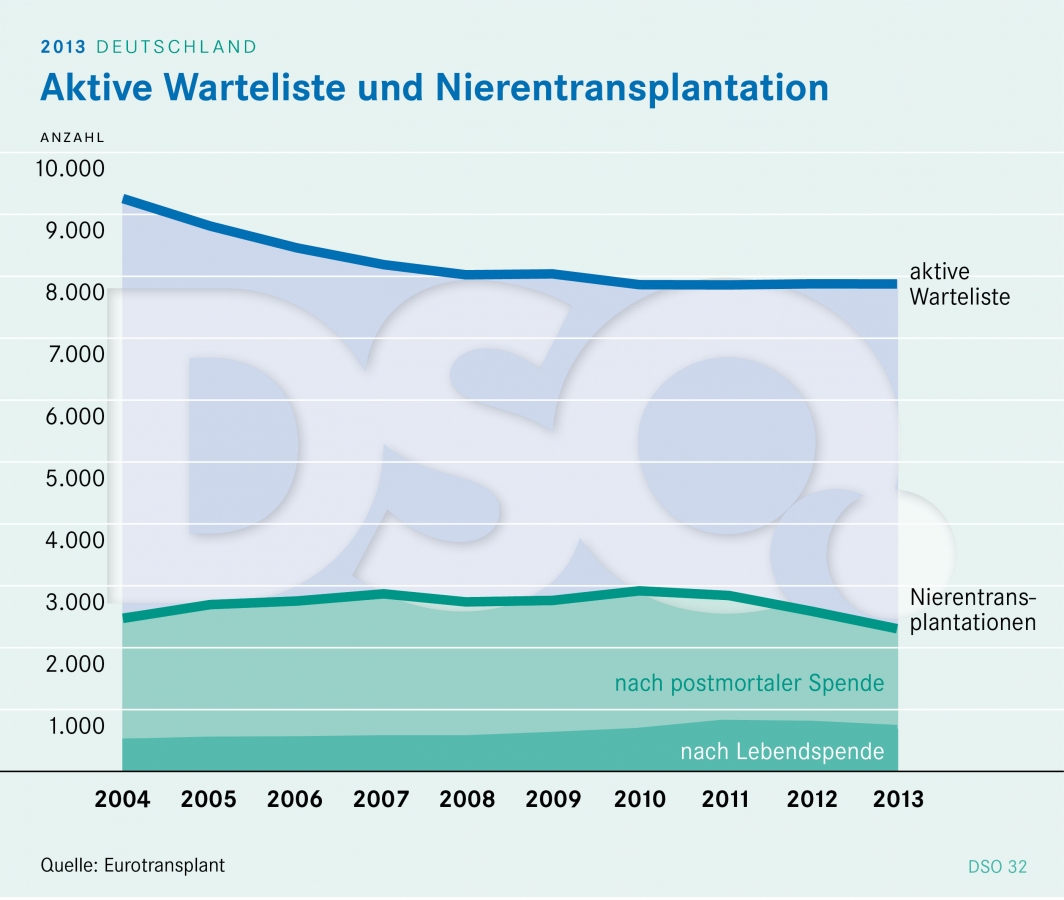 2013 DEUTSCHLAND
Aktive Warteliste und Nierentransplantation
ANZAHL
10.000
9.000
8.000
7.000
6.000
5.000
4.000
3.000
2.000
1.000
DSO
aktive
Warteliste
Nierentrans-
plantationen
nach postmortaler Spende
nach Lebendspende
2004 2005 2006 2007 2008 2009 2010 2011 2012 2013
Quelle: Eurotransplant
DSO 32